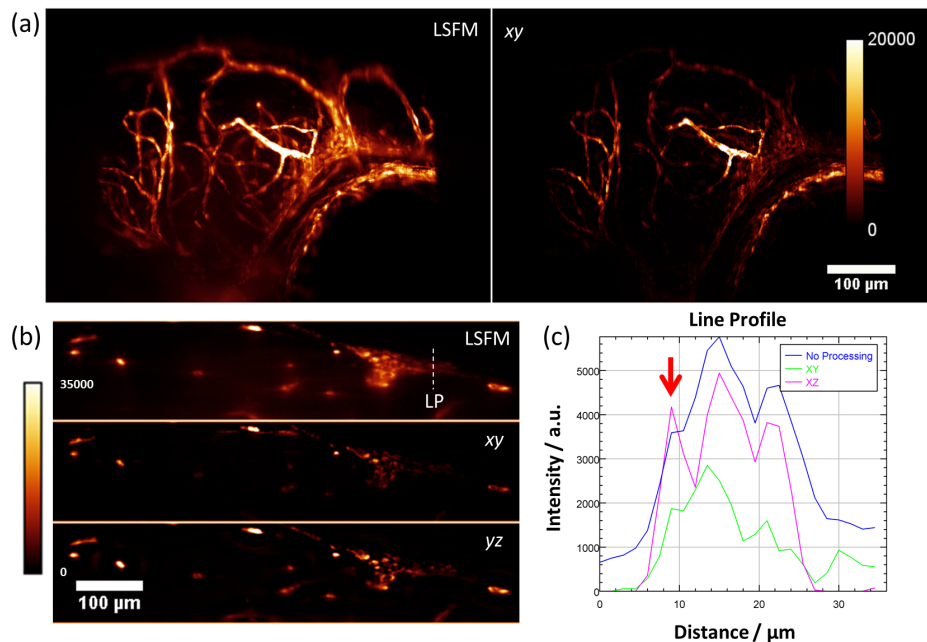 (a)
LSFM
xy
20000
0
100 µm
(b)
LSFM
LP
35000
xy
0
yz
100 µm
(c)
Line Profile
No Processing
XY
XZ
5000
4000
3000
2000
1000
0
0 10 20 30
Intensity / a.u.
Distance / µm